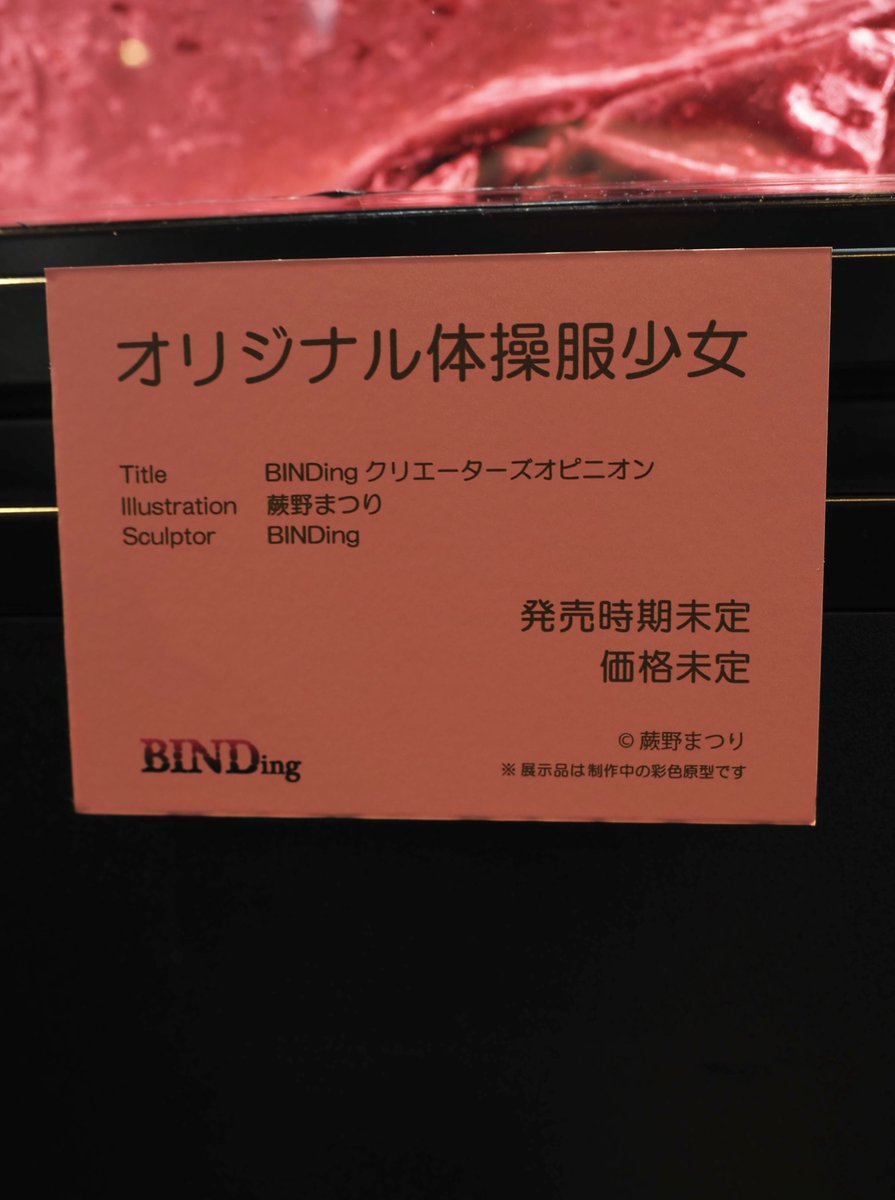 オリジナル体操服少女
Title BINDing クリエーターズオピニオン
Illustration 蕨野まつり
Sculptor BINDing
発売時期未定
価格未定
© 蕨野まつり
※ 展示品は制作中の彩色原型です
BINDing